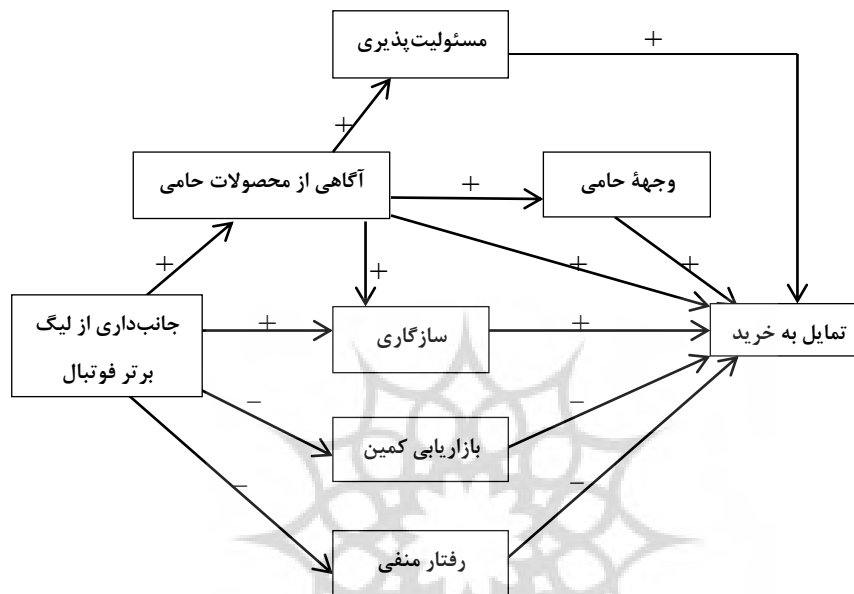 مسئولیت‌پذیری
+
+
آگاهی از محصولات حامی
+
وجههٔ حامی
+
+
+
+
جانب‌داری از لیگ
برتر فوتبال
+
سازگاری
+
تمایل به خرید
−
بازاریابی کمین
−
−
رفتار منفی
−